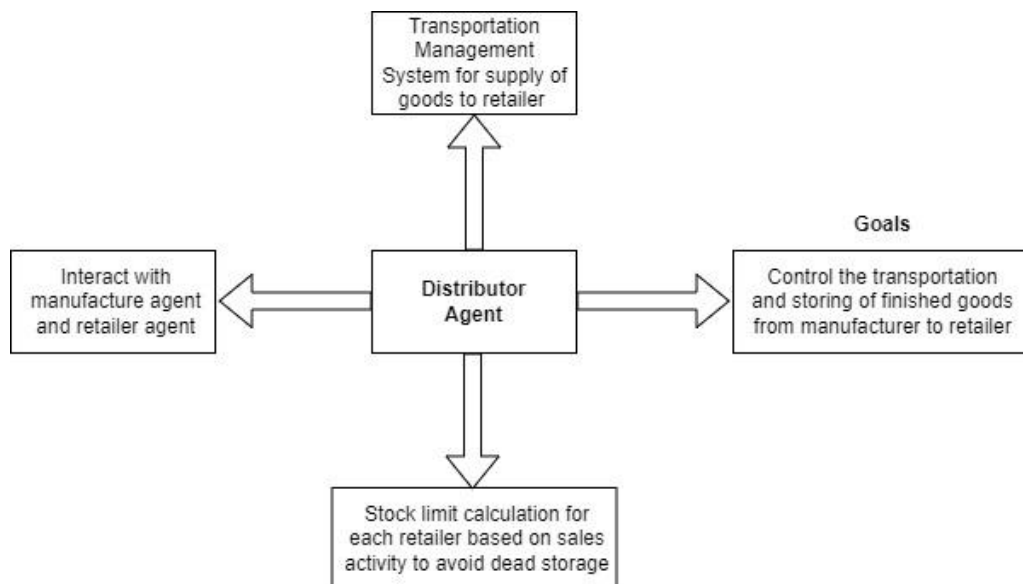 Transportation
Management
System for supply of
goods to retailer
Goals
Interact with
manufacture agent
and retailer agent
Distributor
Agent
Control the transportation
and storing of finished goods
from manufacturer to retailer
Stock limit calculation for
each retailer based on sales
activity to avoid dead storage